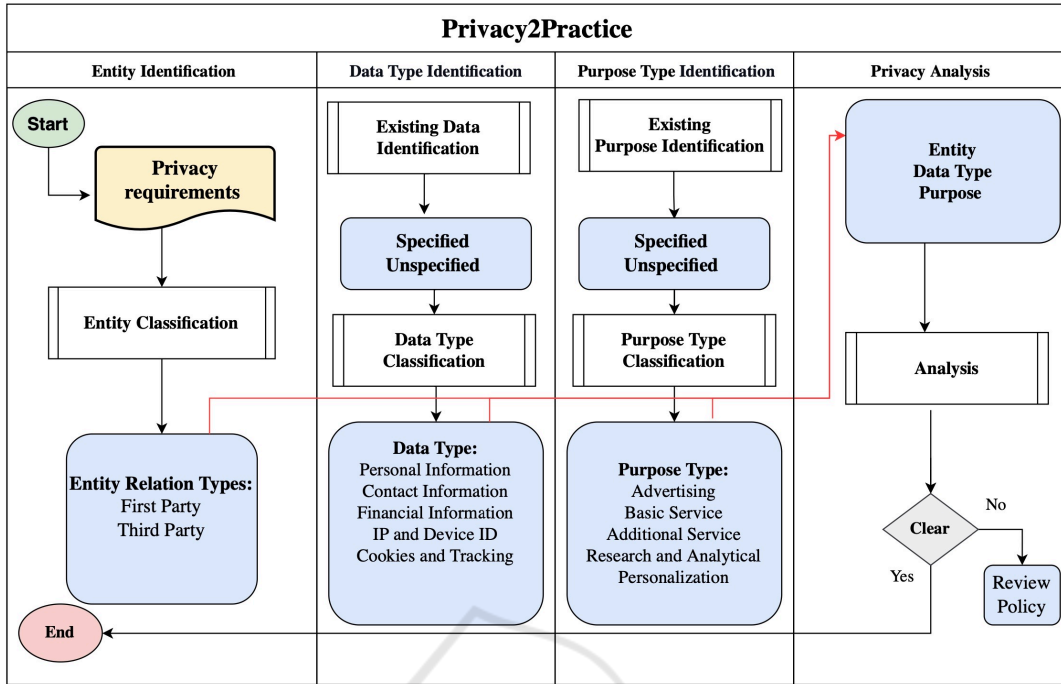 Privacy2Practice
Entity Identification
Data Type Identification
Purpose Type Identification
Privacy Analysis
Start
Privacy
requirements
Entity Classification
Entity Relation Types:
First Party
Third Party
End
Existing Data
Identification
Specified
Unspecified
Data Type
Classification
Data Type:
Personal Information
Contact Information
Financial Information
IP and Device ID
Cookies and Tracking
Existing
Purpose Identification
Specified
Unspecified
Purpose Type
Classification
Purpose Type:
Advertising
Basic Service
Additional Service
Research and Analytical
Personalization
Entity
Data Type
Purpose
Analysis
Clear
No
Yes
Review
Policy